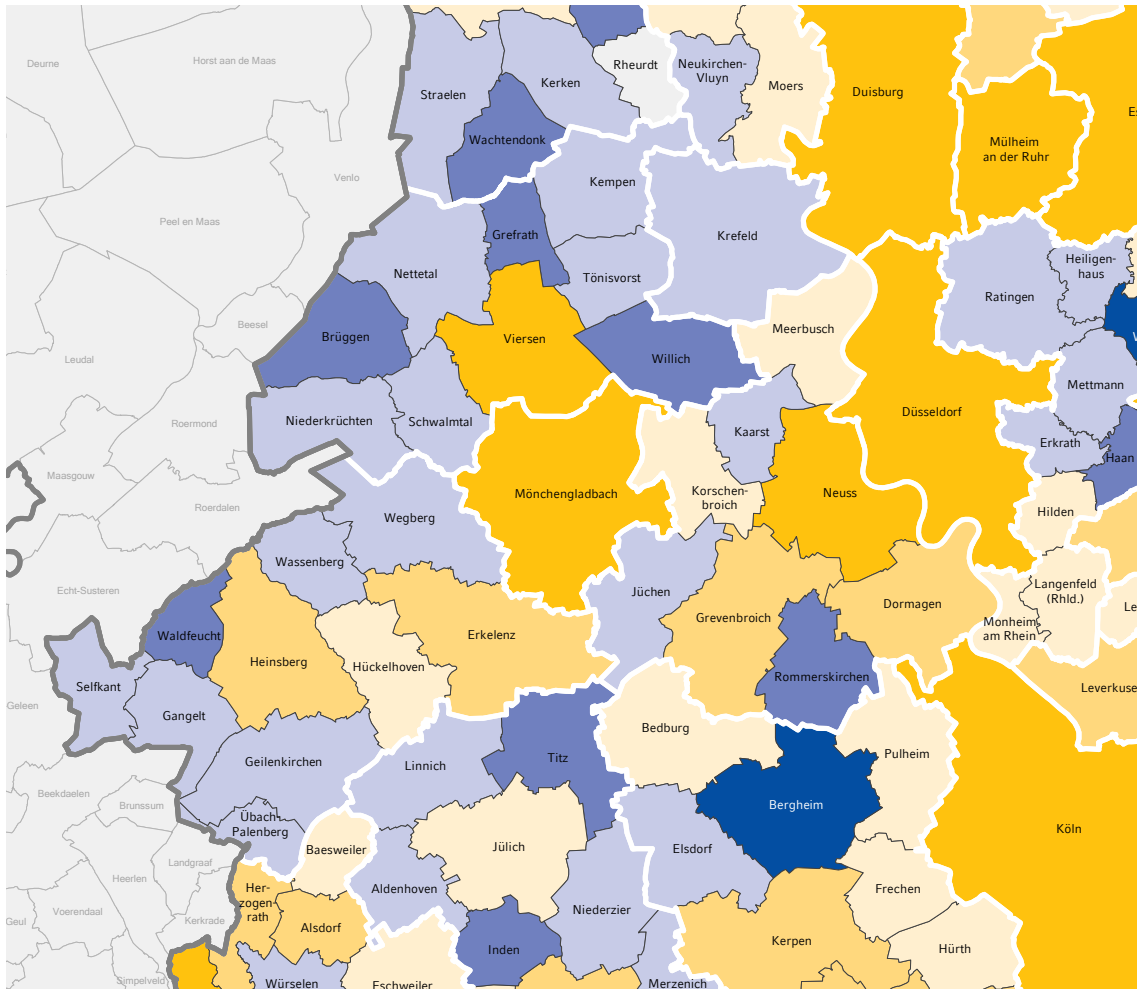 Deurne
Horst aan de Maas
Straelen
Kerken
Rheurdt
Neukirchen-
Vluyn
Moers
Duisburg
Es
Mülheim
an der Ruhr
Wachtendonk
Venlo
Kempen
Peel en Maas
Grefrath
Krefeld
Nettetal
Tönisvorst
Heiligen-
haus
Ratingen
Beesel
Brüggen
Viersen
Meerbusch
Leudal
Willich
Mettmann
Roermond
Niederkrüchten
Schwalmtal
Kaarst
Düsseldorf
Erkrath
Haan
Maasgouw
Mönchengladbach
Korschen-
broich
Neuss
Roerdalen
Wegberg
Hilden
Wassenberg
Echt-Susteren
Jüchen
Dormagen
Langenfeld
(Rhld.)
Le
Monheim
am Rhein
Waldfeucht
Erkelenz
Grevenbroich
Heinsberg
Hückelhoven
Rommerskirchen
Selfkant
Leverkuse
Geleen
Gangelt
Bedburg
Geilenkirchen
Linnich
Titz
Pulheim
Beekdaelen
Brunssum
Bergheim
Übach-
Palenberg
Köln
Baesweiler
Jülich
Elsdorf
Landgraaf
Heerlen
Her-
zogen
rath
Aldenhoven
Frechen
Voerendaal
Geul
Kerkrade
Alsdorf
Niederzier
Inden
Kerpen
Hürth
Simpelveld
Würselen
Eschweiler
Merzenich